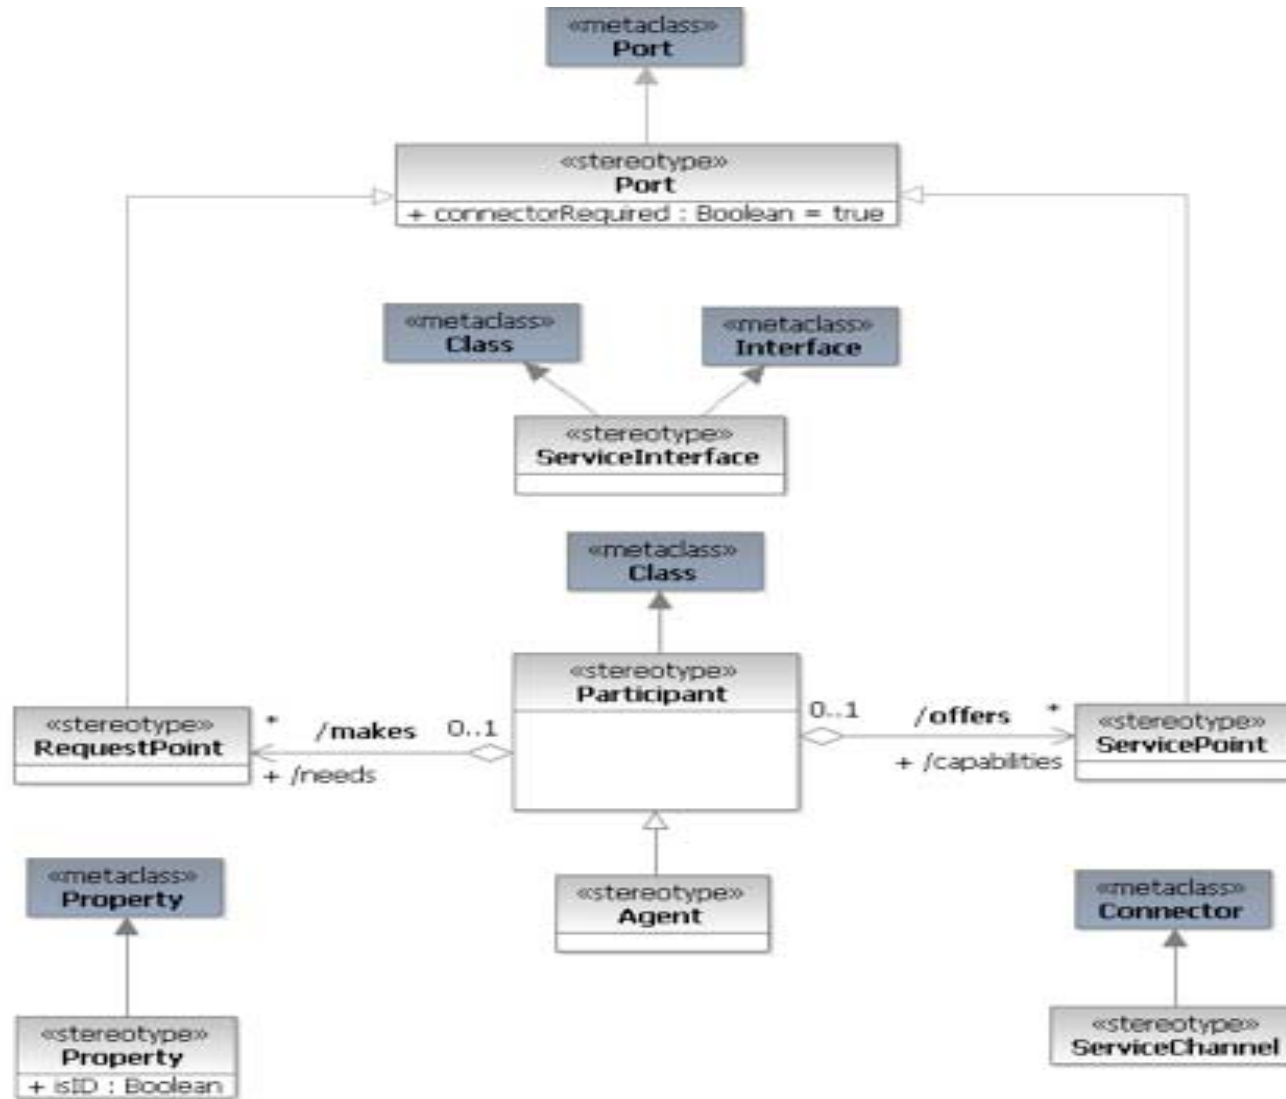 «metaclass»
Port
«stereotype»
Port
+ connectorRequired : Boolean = true
«metaclass»
Class
«metaclass»
Interface
«stereotype»
ServiceInterface
«metaclass»
Class
«stereotype»
Participant
«stereotype»
RequestPoint
* /makes 0..1
+ /needs
0..1 /offers *
+ /capabilities
«stereotype»
ServicePoint
«metaclass»
Property
«stereotype»
Agent
«metaclass»
Connector
«stereotype»
Property
+ isID : Boolean
«stereotype»
ServiceChannel